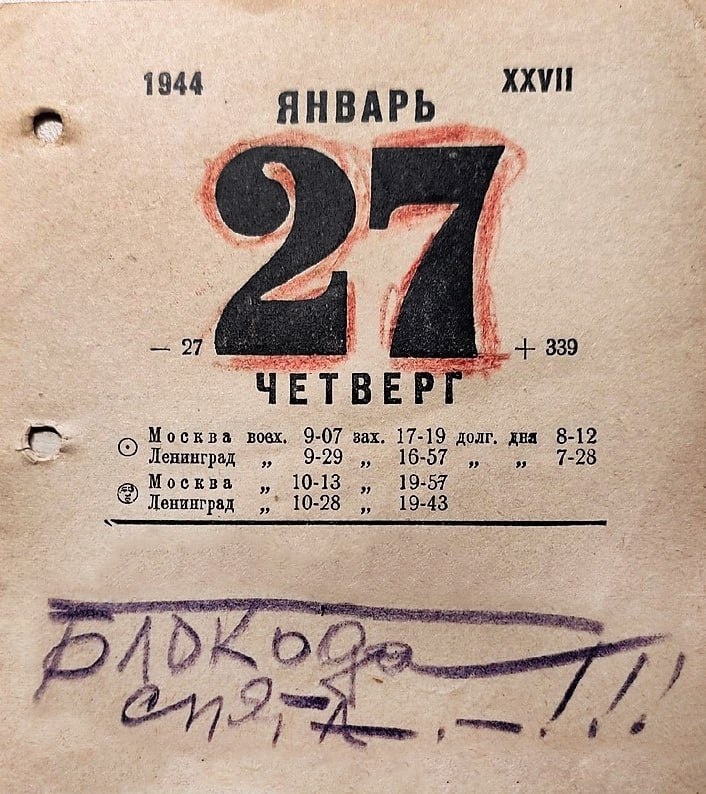 1944 ЯНВАРЬ XXVII
27
— 27 + 339
ЧЕТВЕРГ
Москва восх. 9-07 зах. 17-19 долг. дня 8-12
Ленинград „ 9-29 „ 16-57 „ „ 7-28
Москва „ 10-13 „ 19-57
Ленинград „ 10-28 „ 19-43
Блокода
снята!!!